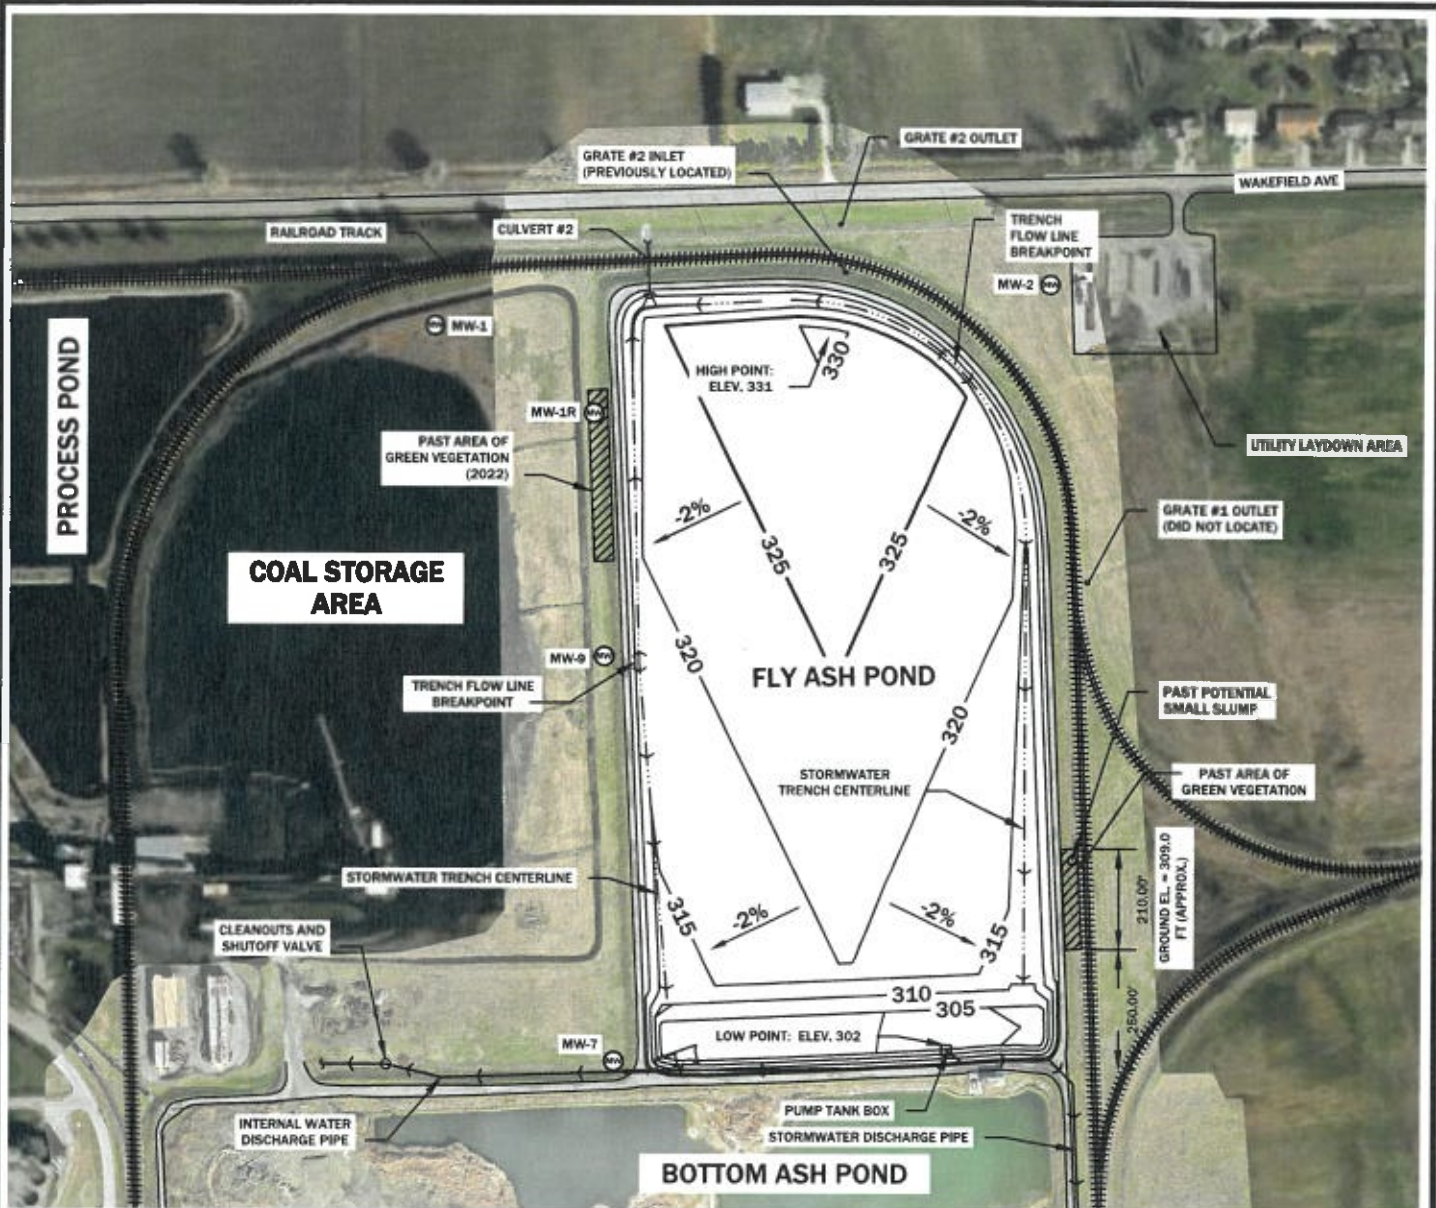 GRATE #2 OUTLET
GRATE #2 INLET
(PREVIOUSLY LOCATED)
WAKEFIELD AVE
RAILROAD TRACK
CULVERT #2
TRENCH
FLOW LINE
BREAKPOINT
MW-2
MW
MW
MW-1
PROCESS POND
HIGH POINT:
ELEV. 331
330
MW-1R
MW
PAST AREA OF
GREEN VEGETATION
(2022)
UTILITY LAYDOWN AREA
-2%
-2%
GRATE #1 OUTLET
(DID NOT LOCATE)
325
325
COAL STORAGE
AREA
MW-9
MW
320
FLY ASH POND
TRENCH FLOW LINE
BREAKPOINT
PAST POTENTIAL
SMALL SLUMP
320
STORMWATER
TRENCH CENTERLINE
PAST AREA OF
GREEN VEGETATION
STORMWATER TRENCH CENTERLINE
315
-2%
-2%
315
210.00'
GROUND EL. = 309.0
FT (APPROX.)
CLEANOUTS AND
SHUTOFF VALVE
310
305
250.00'
LOW POINT: ELEV. 302
MW-7
MW
PUMP TANK BOX
INTERNAL WATER
DISCHARGE PIPE
STORMWATER DISCHARGE PIPE
BOTTOM ASH POND